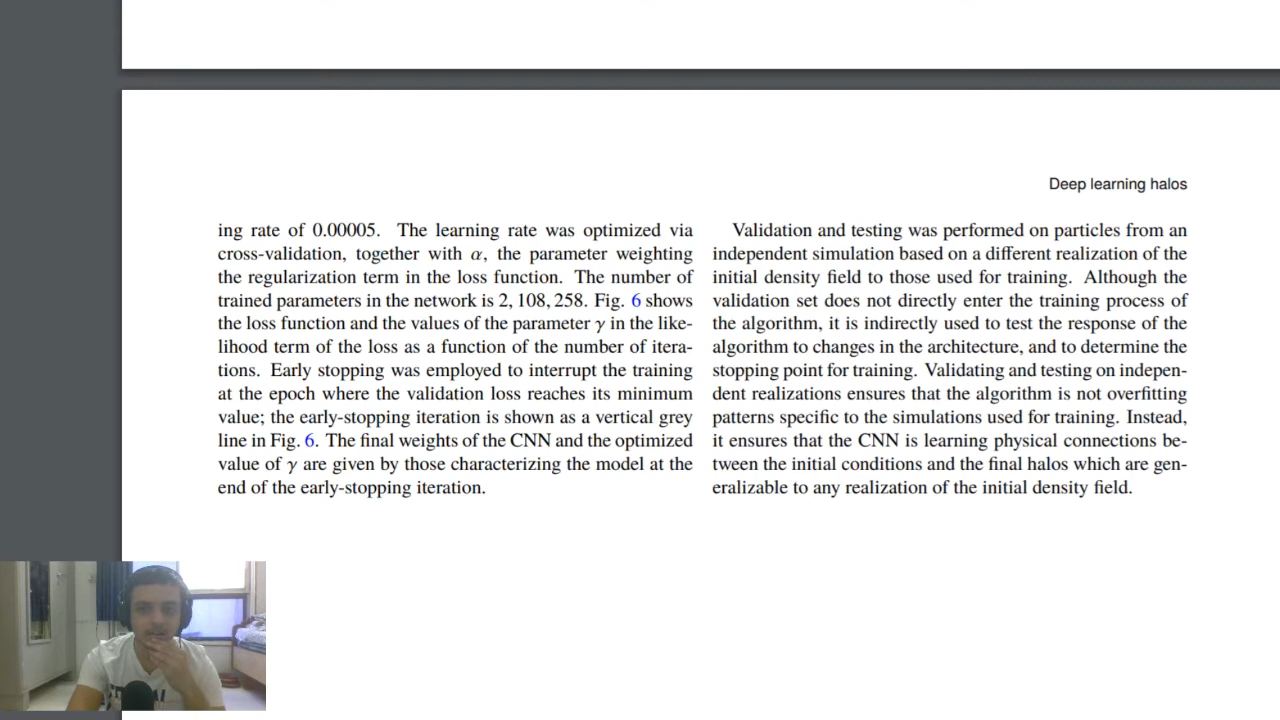 Deep learning halos
ing rate of 0.00005. The learning rate was optimized via
cross-validation, together with α, the parameter weighting
the regularization term in the loss function. The number of
trained parameters in the network is 2, 108, 258. Fig. 6 shows
the loss function and the values of the parameter γ in the like-
lihood term of the loss as a function of the number of itera-
tions. Early stopping was employed to interrupt the training
at the epoch where the validation loss reaches its minimum
value; the early-stopping iteration is shown as a vertical grey
line in Fig. 6. The final weights of the CNN and the optimized
value of γ are given by those characterizing the model at the
end of the early-stopping iteration.
Validation and testing was performed on particles from an
independent simulation based on a different realization of the
initial density field to those used for training. Although the
validation set does not directly enter the training process of
the algorithm, it is indirectly used to test the response of the
algorithm to changes in the architecture, and to determine the
stopping point for training. Validating and testing on indepen-
dent realizations ensures that the algorithm is not overfitting
patterns specific to the simulations used for training. Instead,
it ensures that the CNN is learning physical connections be-
tween the initial conditions and the final halos which are gen-
eralizable to any realization of the initial density field.